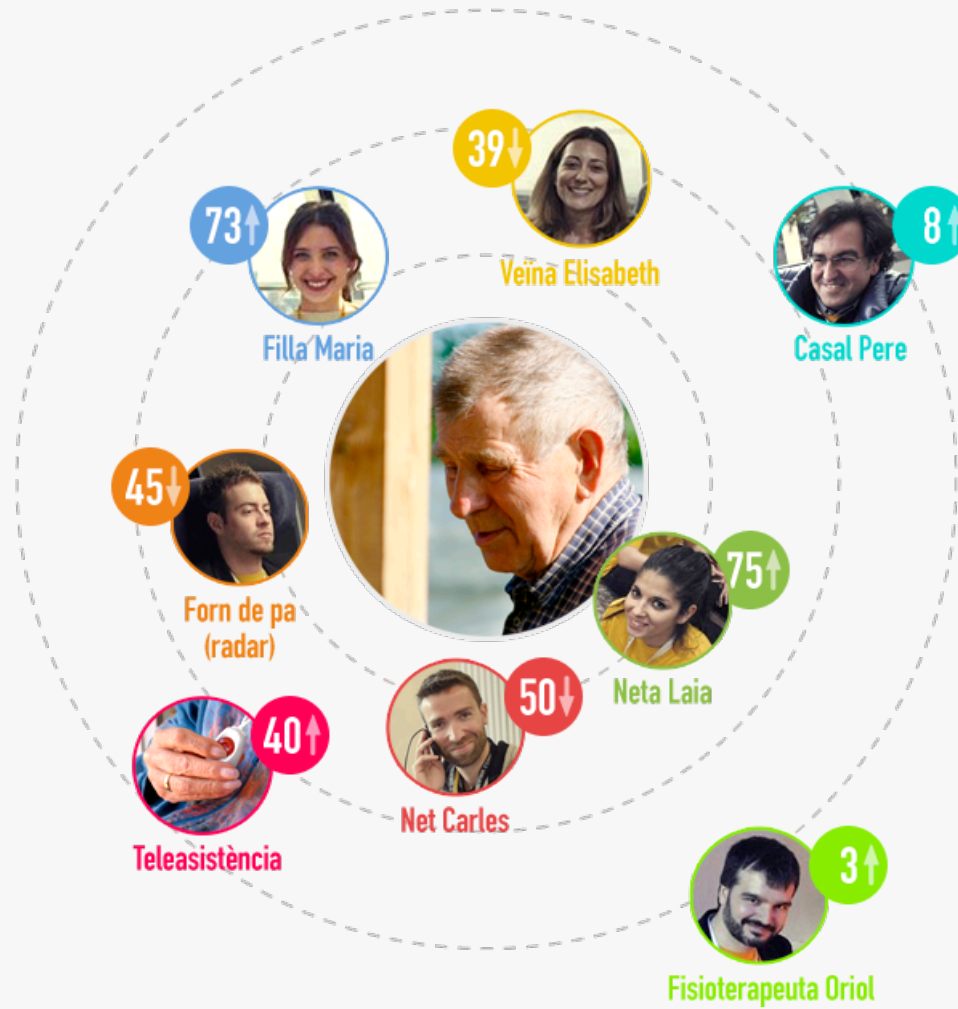 39↓
Veïna Elisabeth
73↑
Filla Maria
8↑
Casal Pere
45↓
Forn de pa
(radar)
75↑
Neta Laia
50↓
Net Carles
40↑
Teleasistència
3↑
Fisioterapeuta Oriol